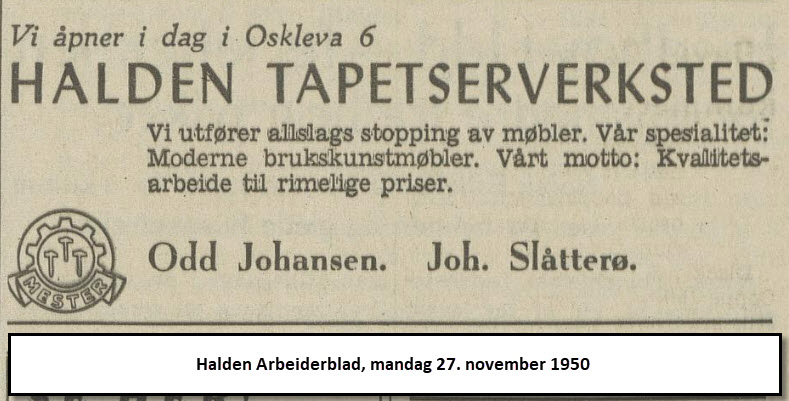 Vi åpner i dag i Oskleva 6
HALDEN TAPETSERVERKSTED
Vi utfører allslags stopping av møbler. Vår spesialitet:
Moderne brukskunstmøbler. Vårt motto: Kvalitets-
arbeide til rimelige priser.
TTT
MESTER
Odd Johansen. Joh. Slåtterø.
Halden Arbeiderblad, mandag 27. november 1950